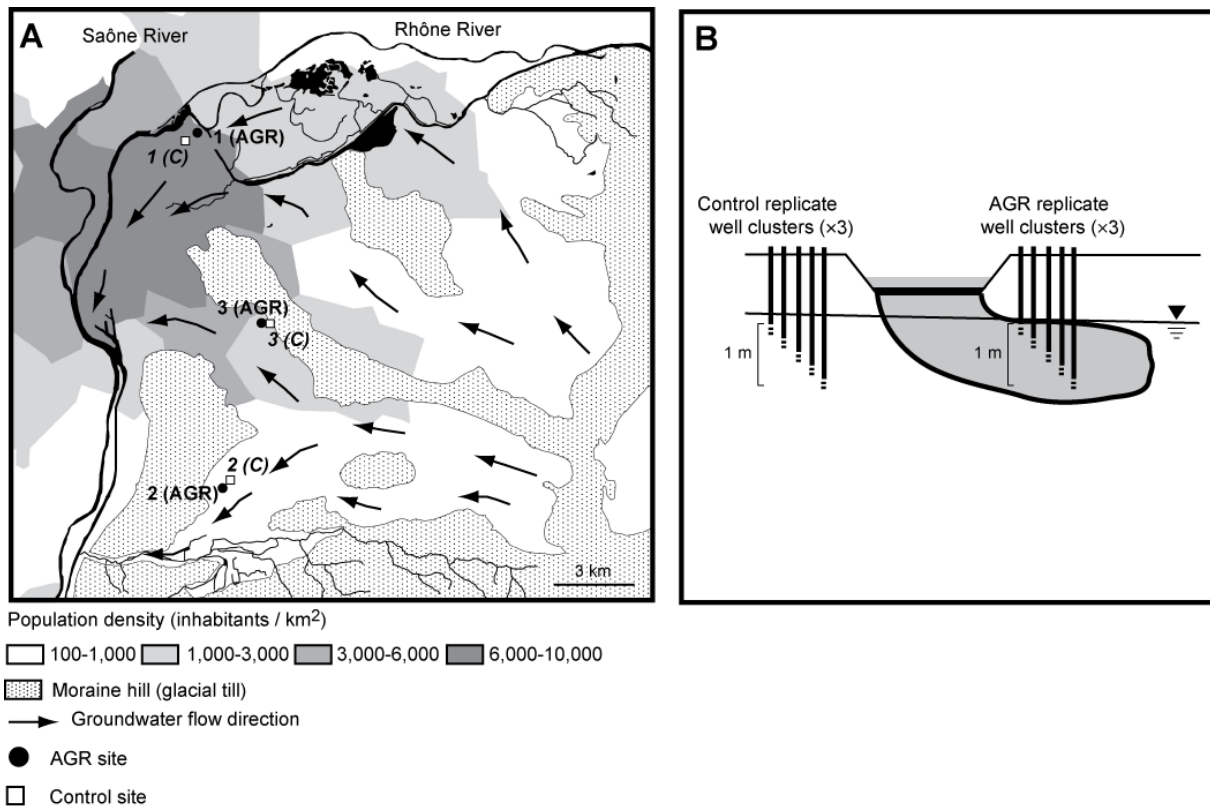 A
Saône River
Rhône River
1 (AGR)
1 (C)
3 (AGR)
3 (C)
2 (C)
2 (AGR)
3 km
B
Control replicate
well clusters (×3)
AGR replicate
well clusters (×3)
1 m
1 m
Population density (inhabitants / km²)
100-1,000 1,000-3,000 3,000-6,000 6,000-10,000
Moraine hill (glacial till)
Groundwater flow direction
AGR site
Control site